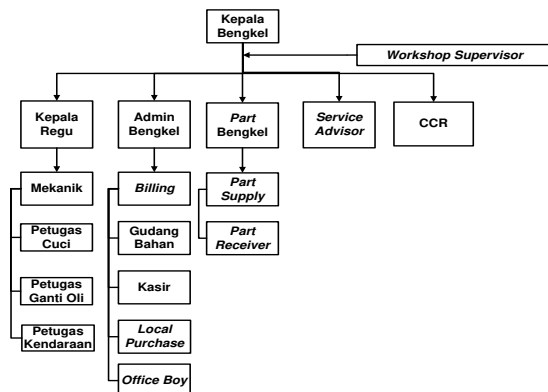 Kepala
Bengkel
Workshop Supervisor
Kepala
Regu
Admin
Bengkel
Part
Bengkel
Service
Advisor
CCR
Mekanik
Billing
Part
Supply
Petugas
Cuci
Gudang
Bahan
Part
Receiver
Petugas
Ganti Oli
Kasir
Petugas
Kendaraan
Local
Purchase
Office Boy